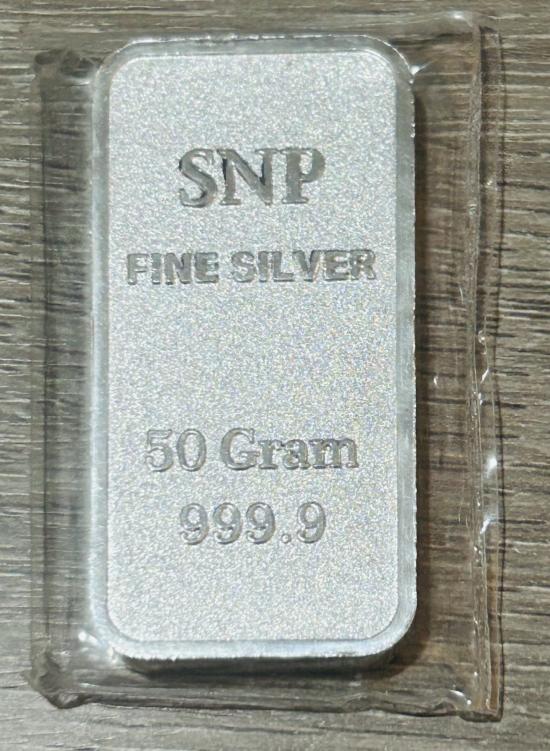 SNP
FINE SILVER
50 Gram
999.9